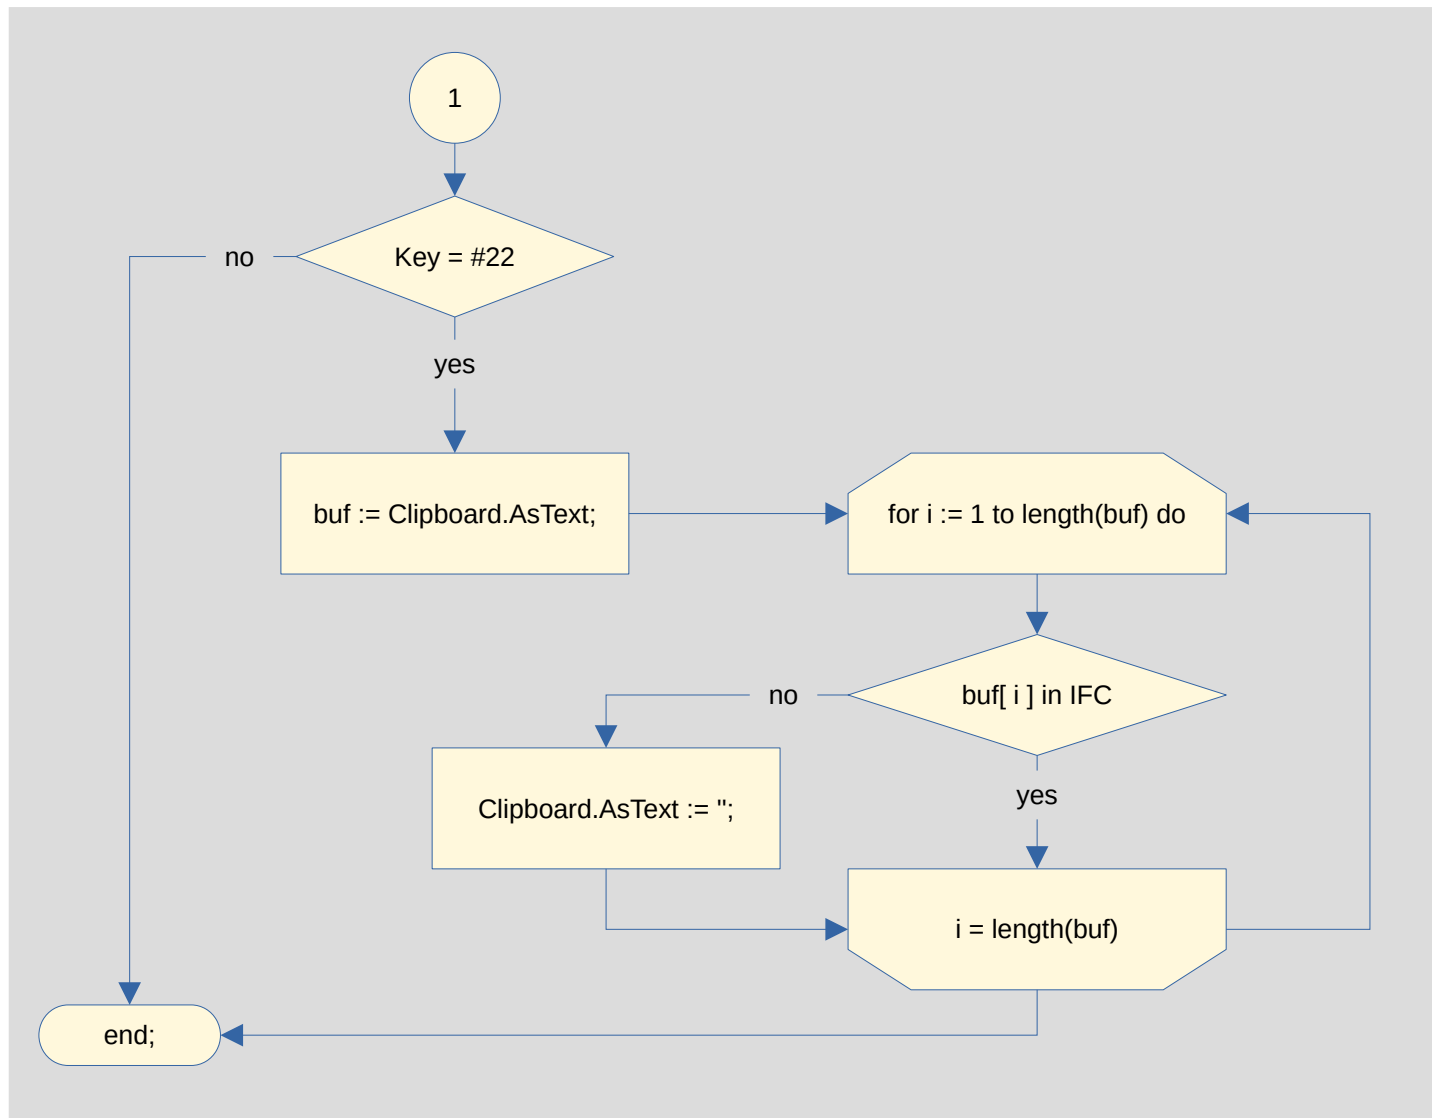 1
Key = #22
no
yes
buf := Clipboard.AsText;
for i := 1 to length(buf) do
buf[ i ] in IFC
no
yes
Clipboard.AsText := '';
i = length(buf)
end;